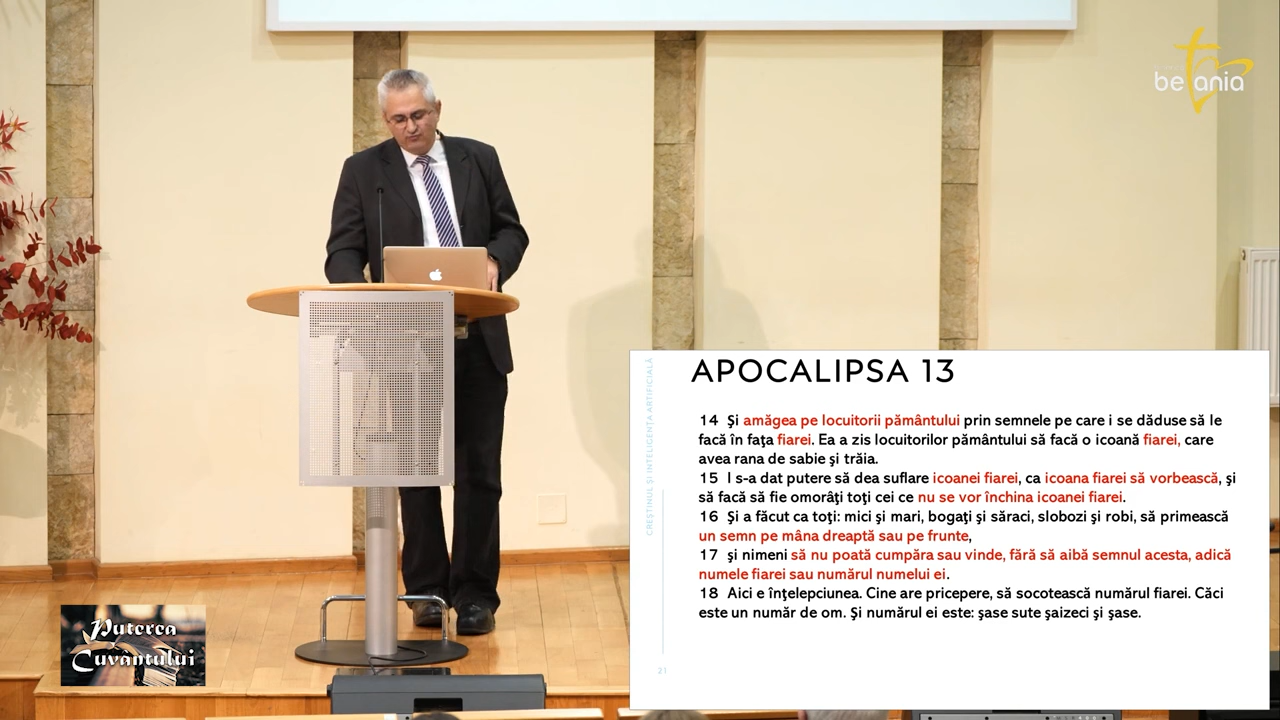 betania
APOCALIPSA 13
CREȘTINUL ȘI INTELIGENȚA ARTIFICIALĂ
14 Şi amăgea pe locuitorii pământului prin semnele pe care i se dăduse să le
facă în faţa fiarei. Ea a zis locuitorilor pământului să facă o icoană fiarei, care
avea rana de sabie şi trăia.
15 I s-a dat putere să dea suflare icoanei fiarei, ca icoana fiarei să vorbească, şi
să facă să fie omorâţi toţi cei ce nu se vor închina icoanei fiarei.
16 Şi a făcut ca toţi: mici şi mari, bogaţi şi săraci, slobozi şi robi, să primească
un semn pe mâna dreaptă sau pe frunte,
17 şi nimeni să nu poată cumpăra sau vinde, fără să aibă semnul acesta, adică
numele fiarei sau numărul numelui ei.
18 Aici e înţelepciunea. Cine are pricepere, să socotească numărul fiarei. Căci
este un număr de om. Şi numărul ei este: şase sute şaizeci şi şase.
21
Puterea
Cuvântului